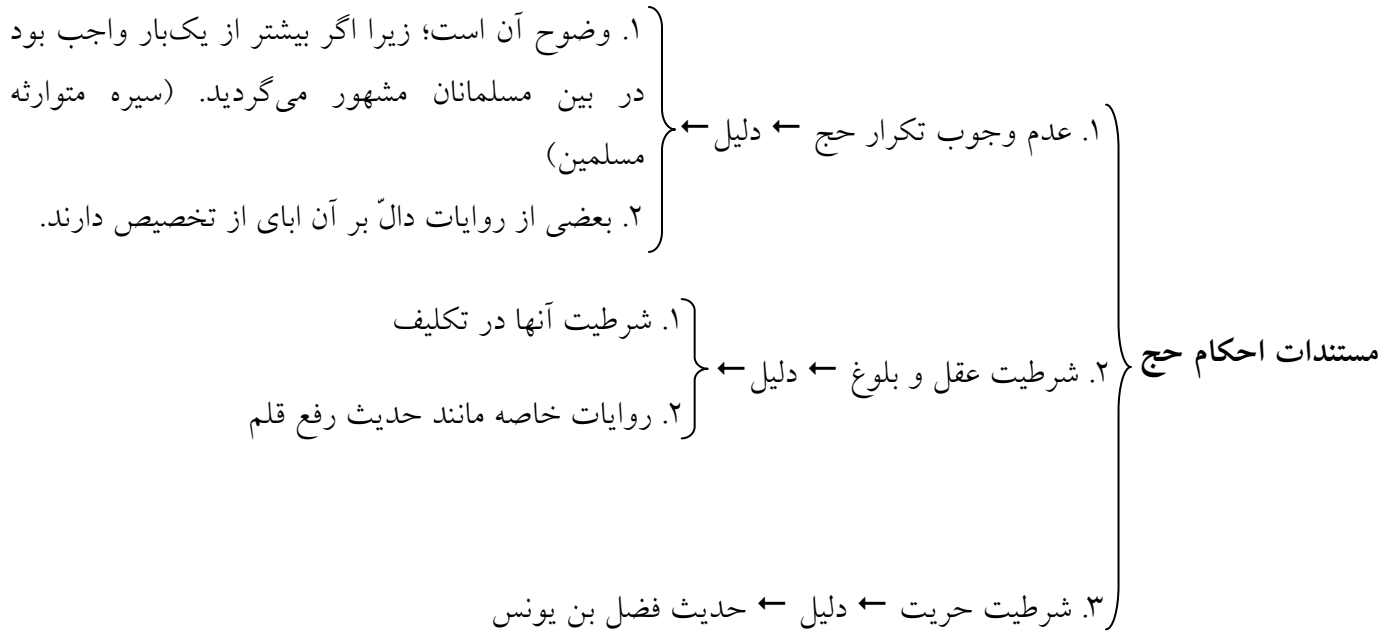 مستندات احکام حج
۱. عدم وجوب تکرار حج ← دلیل ←
۱. وضوح آن است؛ زیرا اگر بیشتر از یک‌بار واجب بود
در بین مسلمانان مشهور می‌گردید. (سیره متوارثه
مسلمین)
۲. بعضی از روایات دالّ بر آن ابای از تخصیص دارند.
۲. شرطیت عقل و بلوغ ← دلیل ←
۱. شرطیت آنها در تکلیف
۲. روایات خاصه مانند حدیث رفع قلم
۳. شرطیت حریت ← دلیل ← حدیث فضل بن یونس